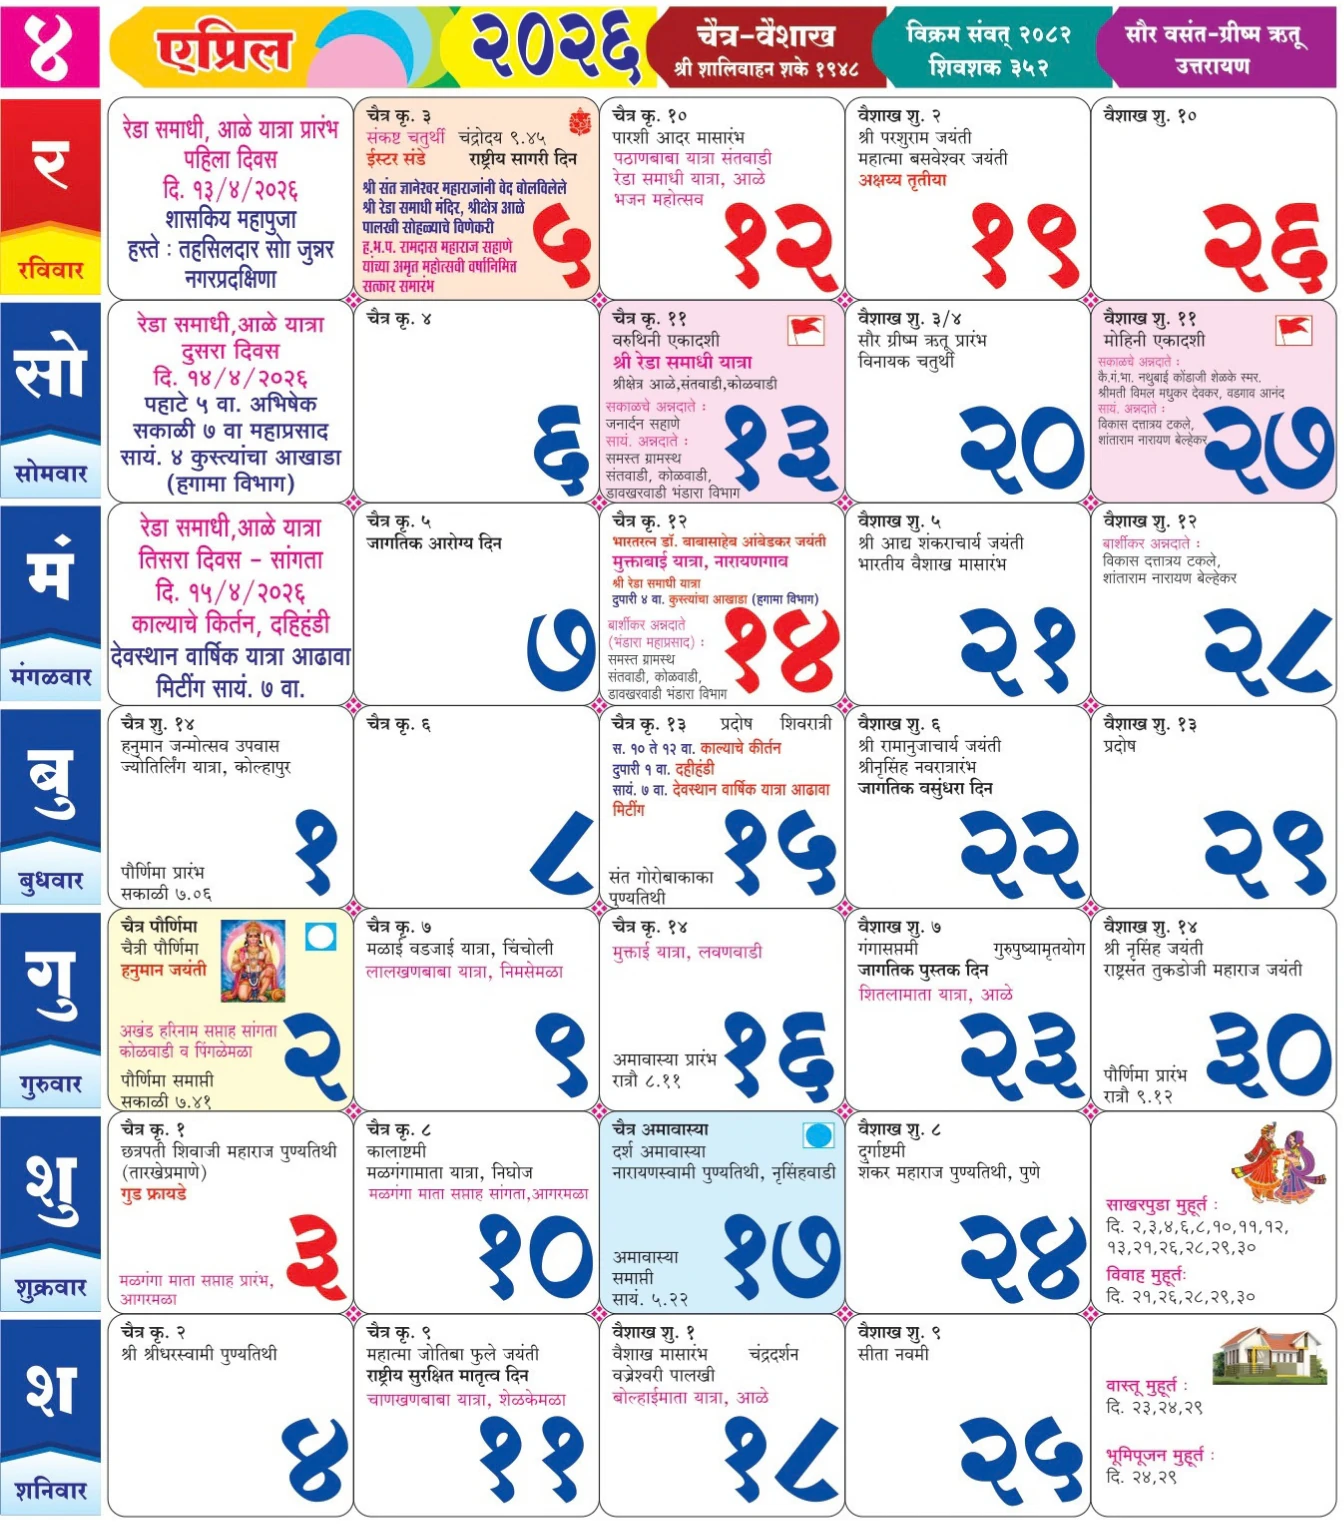 ४
एप्रिल
२०२६
चैत्र-वैशाख
श्री शालिवाहन शके १९४८
विक्रम संवत् २०८२
शिवशक ३५२
सौर वसंत-ग्रीष्म ऋतू
उत्तरायण
र
रविवार
रेडा समाधी, आळे यात्रा प्रारंभ
पहिला दिवस
दि. १३/४/२०२६
शासकिय महापुजा
हस्ते : तहसिलदार सोा जुन्नर
नगरप्रदक्षिणा
चैत्र कृ. ३
संकष्ट चतुर्थी चंद्रोदय ९.४५
ईस्टर संडे राष्ट्रीय सागरी दिन
श्री संत ज्ञानेश्वर महाराजांनी वेद बोलविलेले
श्री रेडा समाधी मंदिर, श्रीक्षेत्र आळे
पालखी सोहळ्याचे विणेकरी
ह.भ.प. रामदास महाराज सहाणे
यांच्या अमृत महोत्सवी वर्षानिमित
सत्कार समारंभ
५
चैत्र कृ. १०
पारशी आदर मासारंभ
पठाणबाबा यात्रा संतवाडी
रेडा समाधी यात्रा, आळे
भजन महोत्सव
१२
वैशाख शु. २
श्री परशुराम जयंती
महात्मा बसवेश्वर जयंती
अक्षय्य तृतीया
१९
वैशाख शु. १०
२६
सो
सोमवार
रेडा समाधी,आळे यात्रा
दुसरा दिवस
दि. १४/४/२०२६
पहाटे ५ वा. अभिषेक
सकाळी ७ वा महाप्रसाद
सायं. ४ कुस्त्यांचा आखाडा
(हगामा विभाग)
चैत्र कृ. ४
६
चैत्र कृ. ११
वरुथिनी एकादशी
श्री रेडा समाधी यात्रा
श्रीक्षेत्र आळे,संतवाडी,कोळवाडी
सकाळचे अन्नदाते :
जनार्दन सहाणे
सायं. अन्नदाते :
समस्त ग्रामस्थ
संतवाडी, कोळवाडी,
डावखरवाडी भंडारा विभाग
१३
वैशाख शु. ३/४
सौर ग्रीष्म ऋतू प्रारंभ
विनायक चतुर्थी
२०
वैशाख शु. ११
मोहिनी एकादशी
सकाळचे अन्नदाते :
कै.गं.भा. नथुबाई कोंडाजी शेळके स्मर.
श्रीमती विमल मधुकर देवकर, वडगाव आनंद
सायं. अन्नदाते :
विकास दत्तात्रय टकले,
शांताराम नारायण बेल्हेकर
२७
मं
मंगळवार
रेडा समाधी,आळे यात्रा
तिसरा दिवस - सांगता
दि. १५/४/२०२६
काल्याचे किर्तन, दहिहंडी
देवस्थान वार्षिक यात्रा आढावा
मिटींग सायं. ७ वा.
चैत्र कृ. ५
जागतिक आरोग्य दिन
७
चैत्र कृ. १२
भारतरत्न डॉ. बाबासाहेब आंबेडकर जयंती
मुक्ताबाई यात्रा, नारायणगाव
श्री रेडा समाधी यात्रा
दुपारी ४ वा. कुस्त्यांचा आखाडा (हगामा विभाग)
बार्शीकर अन्नदाते
(भंडारा महाप्रसाद) :
समस्त ग्रामस्थ
संतवाडी, कोळवाडी,
डावखरवाडी भंडारा विभाग
१४
वैशाख शु. ५
श्री आद्य शंकराचार्य जयंती
भारतीय वैशाख मासारंभ
२१
वैशाख शु. १२
बार्शीकर अन्नदाते :
विकास दत्तात्रय टकले,
शांताराम नारायण बेल्हेकर
२८
बु
बुधवार
चैत्र शु. १४
हनुमान जन्मोत्सव उपवास
ज्योतिर्लिंग यात्रा, कोल्हापुर
पौर्णिमा प्रारंभ
सकाळी ७.०६
१
चैत्र कृ. ६
८
चैत्र कृ. १३ प्रदोष शिवरात्री
स. १० ते १२ वा. काल्याचे कीर्तन
दुपारी १ वा. दहीहंडी
सायं. ७ वा. देवस्थान वार्षिक यात्रा आढावा
मिटींग
संत गोरोबाकाका
पुण्यतिथी
१५
वैशाख शु. ६
श्री रामानुजाचार्य जयंती
श्रीनृसिंह नवरात्रारंभ
जागतिक वसुंधरा दिन
२२
वैशाख शु. १३
प्रदोष
२९
गु
गुरुवार
चैत्र पौर्णिमा
चैत्री पौर्णिमा
हनुमान जयंती
अखंड हरिनाम सप्ताह सांगता
कोळवाडी व पिंगळेमळा
पौर्णिमा समाप्ती
सकाळी ७.४१
२
चैत्र कृ. ७
मळाई वडजाई यात्रा, चिंचोली
लालखणबाबा यात्रा, निमसेमळा
९
चैत्र कृ. १४
मुक्ताई यात्रा, लवणवाडी
अमावास्या प्रारंभ
रात्रौ ८.११
१६
वैशाख शु. ७
गंगासप्तमी गुरुपुष्यामृतयोग
जागतिक पुस्तक दिन
शितलामाता यात्रा, आळे
२३
वैशाख शु. १४
श्री नृसिंह जयंती
राष्ट्रसंत तुकडोजी महाराज जयंती
पौर्णिमा प्रारंभ
रात्रौ ९.१२
३०
शु
शुक्रवार
चैत्र कृ. १
छत्रपती शिवाजी महाराज पुण्यतिथी
(तारखेप्रमाणे)
गुड फ्रायडे
मळगंगा माता सप्ताह प्रारंभ,
आगरमळा
३
चैत्र कृ. ८
कालाष्टमी
मळगंगामाता यात्रा, निघोज
मळगंगा माता सप्ताह सांगता,आगरमळा
१०
चैत्र अमावास्या
दर्श अमावास्या
नारायणस्वामी पुण्यतिथी, नृसिंहवाडी
अमावास्या
समाप्ती
सायं. ५.२२
१७
वैशाख शु. ८
दुर्गाष्टमी
शंकर महाराज पुण्यतिथी, पुणे
२४
साखरपुडा मुहूर्त :
दि. २,३,४,६,८,१०,११,१२,
१३,२१,२६,२८,२९,३०
विवाह मुहूर्तः
दि. २१,२६,२८,२९,३०
श
शनिवार
चैत्र कृ. २
श्री श्रीधरस्वामी पुण्यतिथी
४
चैत्र कृ. ९
महात्मा जोतिबा फुले जयंती
राष्ट्रीय सुरक्षित मातृत्व दिन
चाणखणबाबा यात्रा, शेळकेमळा
११
वैशाख शु. १
वैशाख मासारंभ चंद्रदर्शन
वज्रेश्वरी पालखी
बोल्हाईमाता यात्रा, आळे
१८
वैशाख शु. ९
सीता नवमी
२५
वास्तू मुहूर्त :
दि. २३,२४,२९
भूमिपूजन मुहूर्त :
दि. २४,२९